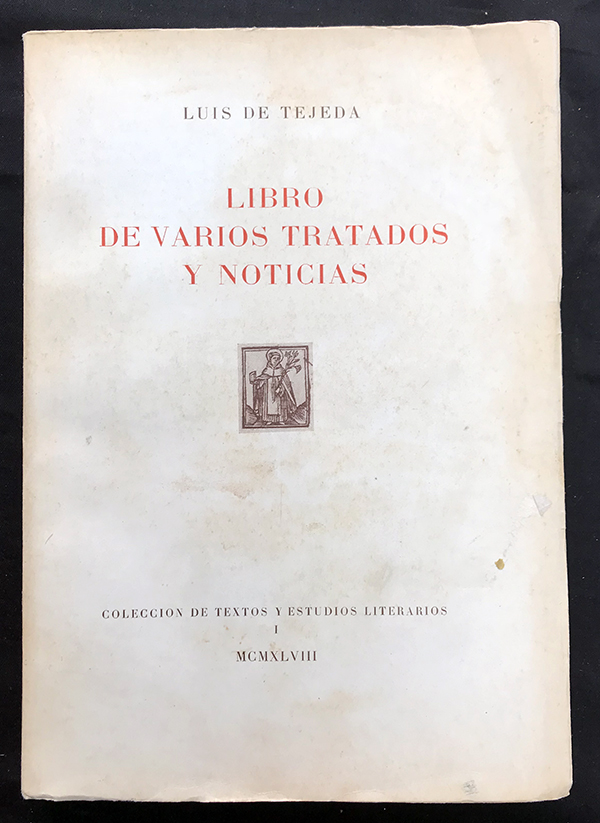 LUIS DE TEJEDA
LIBRO
DE VARIOS TRATADOS
Y NOTICIAS
COLECCION DE TEXTOS Y ESTUDIOS LITERARIOS
I
MCMXLVIII